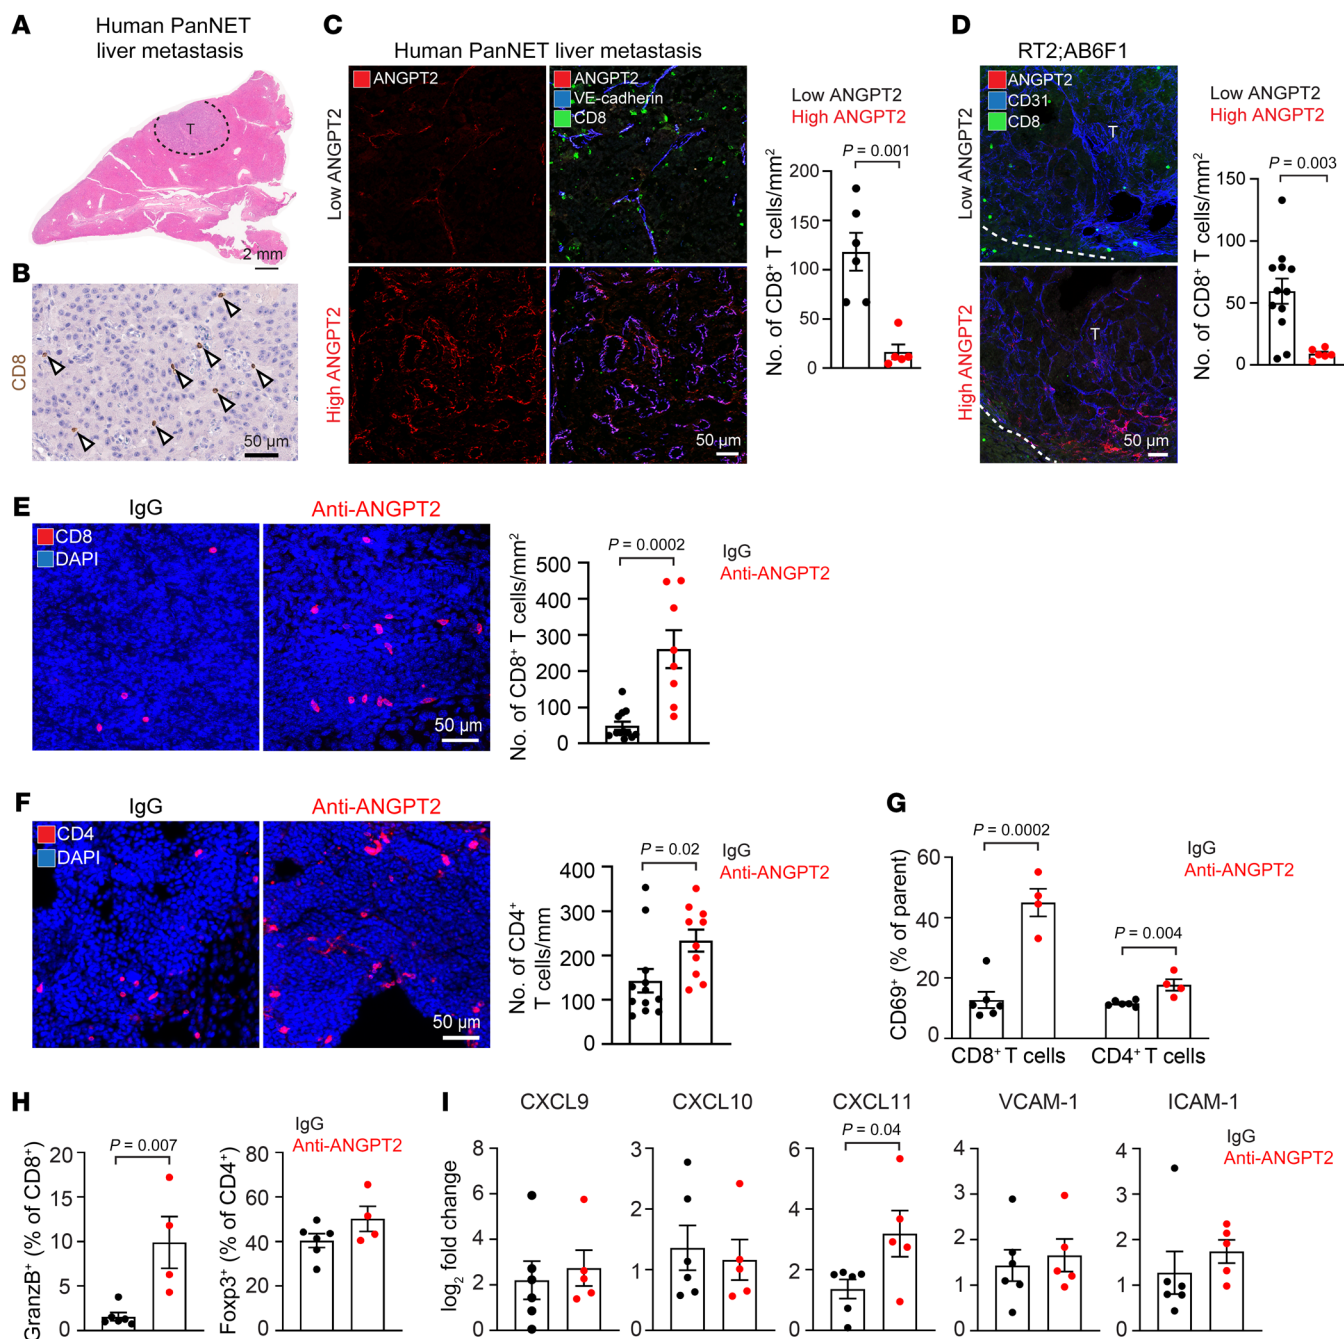 A
Human PanNET
liver metastasis
T
2 mm
B
CD8
50 µm
C
Human PanNET liver metastasis
Low ANGPT2
High ANGPT2
ANGPT2
ANGPT2
VE-cadherin
CD8
50 µm
Low ANGPT2
High ANGPT2
P = 0.001
No. of CD8⁺ T cells/mm²
200
150
100
50
0
D
RT2;AB6F1
Low ANGPT2
High ANGPT2
ANGPT2
CD31
CD8
T
T
50 µm
Low ANGPT2
High ANGPT2
P = 0.003
No. of CD8⁺ T cells/mm²
150
100
50
0
E
IgG
Anti-ANGPT2
CD8
DAPI
50 µm
P = 0.0002
IgG
Anti-ANGPT2
No. of CD8⁺ T cells/mm²
500
400
300
200
100
0
F
IgG
Anti-ANGPT2
CD4
DAPI
50 µm
P = 0.02
IgG
Anti-ANGPT2
No. of CD4⁺
T cells/mm
400
300
200
100
0
G
P = 0.0002
IgG
Anti-ANGPT2
P = 0.004
CD69⁺ (% of parent)
60
40
20
0
CD8⁺ T cells
CD4⁺ T cells
H
P = 0.007
GranzB⁺ (% of CD8⁺)
20
15
10
5
0
IgG
Anti-ANGPT2
Foxp3⁺ (% of CD4⁺)
80
60
40
20
0
I
CXCL9
CXCL10
CXCL11
VCAM-1
ICAM-1
P = 0.04
IgG
Anti-ANGPT2
log₂ fold change
8
6
4
2
0
3
2
1
0
6
4
2
0
4
3
2
1
0
4
3
2
1
0